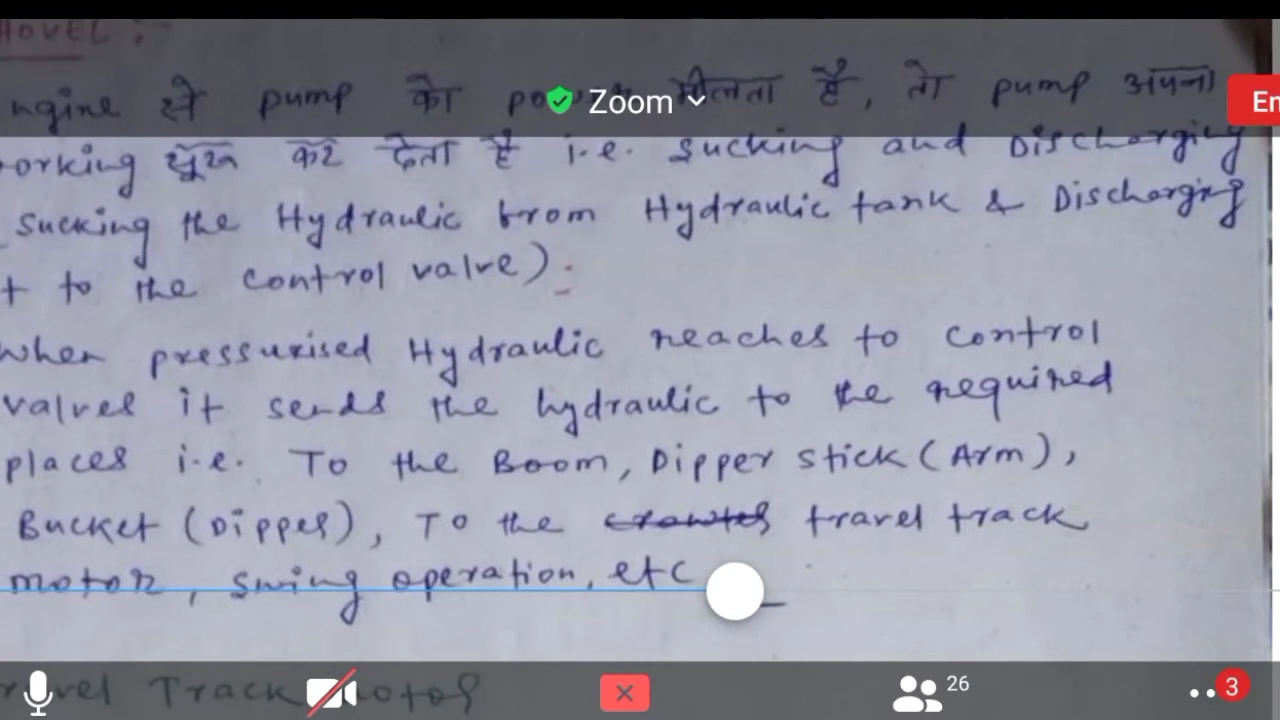 HOVEL :-
ngine से pump को मीलता है, तो pump अपना
Zoom
En
orking शुरू कर देता है i.e. sucking and Discharging
Sucking the Hydraulic from Hydraulic tank & Discharging
t to the control valve).
when pressurised Hydraulic reaches to control
valves it sends the hydraulic to the required
places i.e. To the Boom, Dipper stick (Arm),
Bucket (Dipper), To the travel track
motor, swing operation, etc
26
3
ravel Track Motor